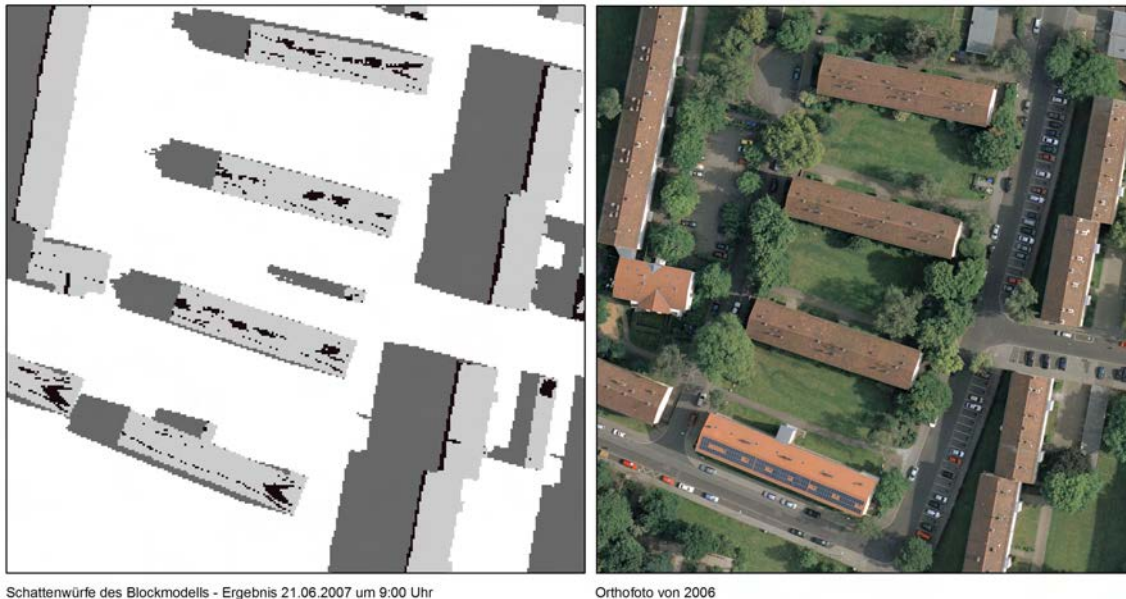 Schattenwürfe des Blockmodells - Ergebnis 21.06.2007 um 9:00 Uhr
Orthofoto von 2006